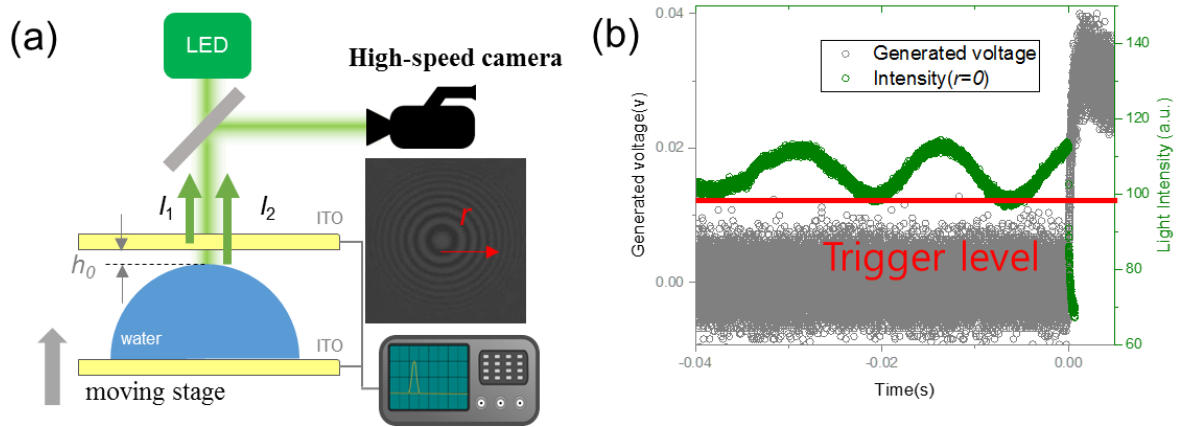 (a)
LED
High-speed camera
I1
I2
ITO
r
h0
water
ITO
moving stage
(b)
Generated voltage
Intensity(r=0)
Trigger level
Generated voltage(v)
0.04
0.02
0.00
-0.04
-0.02
0.00
Time(s)
140
120
100
80
60
Light Intensity (a.u.)